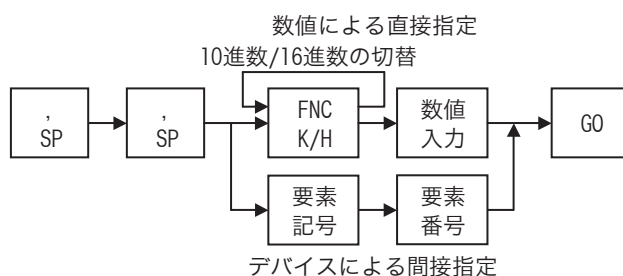 数値による直接指定
10進数/16進数の切替
,
SP
,
SP
FNC
K/H
数値
入力
GO
要素
記号
要素
番号
デバイスによる間接指定